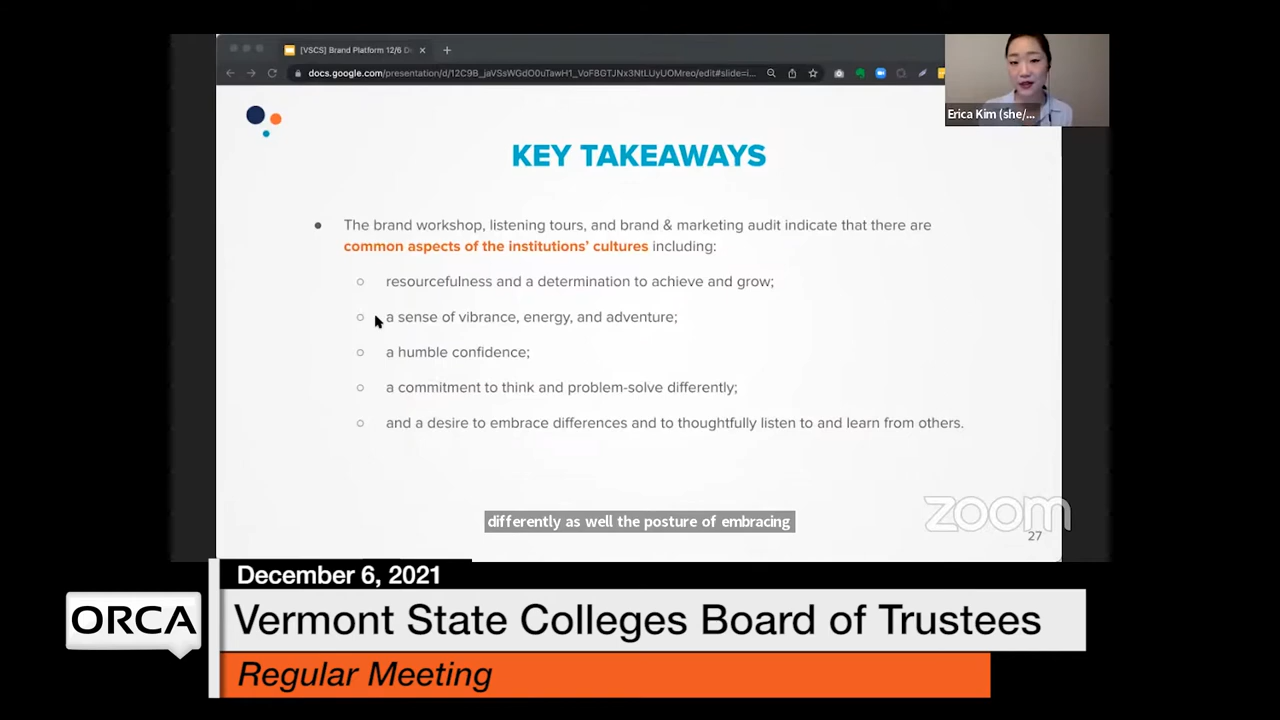 [VSCS] Brand Platform 12/6 D
docs.google.com/presentation/d/12C9B_jaVSsWGdO0uTawH1_VoF8GTJNx3NtLUyUOMreo/edit#slide=i...
Erica Kim (she/...
KEY TAKEAWAYS
The brand workshop, listening tours, and brand & marketing audit indicate that there are
common aspects of the institutions' cultures including:
resourcefulness and a determination to achieve and grow;
a sense of vibrance, energy, and adventure;
a humble confidence;
a commitment to think and problem-solve differently;
and a desire to embrace differences and to thoughtfully listen to and learn from others.
differently as well the posture of embracing
zoom
27
December 6, 2021
ORCA
Vermont State Colleges Board of Trustees
Regular Meeting